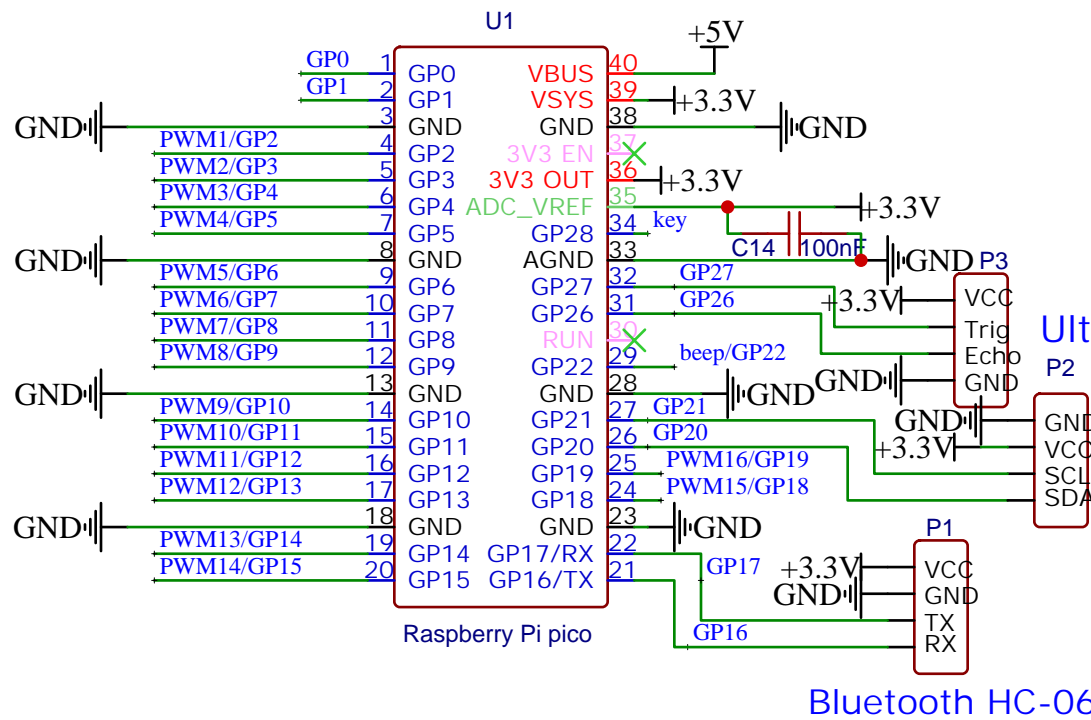 U1
+5V
GP0 1 GP0 VBUS 40
GP1 2 GP1 VSYS 39 +3.3V
GND 3 GND GND 38 GND
PWM1/GP2 4 GP2 3V3 EN 37
PWM2/GP3 5 GP3 3V3 OUT 36 +3.3V
PWM3/GP4 6 GP4 ADC_VREF 35 +3.3V
PWM4/GP5 7 GP5 GP28 34 key
C14 100nF
GND 8 GND AGND 33 GND
P3
PWM5/GP6 9 GP6 GP27 32 GP27
+3.3V VCC
PWM6/GP7 10 GP7 GP26 31 GP26
Trig
Ult
PWM7/GP8 11 GP8 RUN 30
Echo
PWM8/GP9 12 GP9 GP22 29 beep/GP22
GND GND
P2
GND 13 GND GND 28 GND
GND GND
PWM9/GP10 14 GP10 GP21 27 GP21
+3.3V VCC
PWM10/GP11 15 GP11 GP20 26 GP20
SCL
PWM11/GP12 16 GP12 GP19 25 PWM16/GP19
SDA
PWM12/GP13 17 GP13 GP18 24 PWM15/GP18
GND 18 GND GND 23 GND
P1
PWM13/GP14 19 GP14 GP17/RX 22 GP17
+3.3V VCC
PWM14/GP15 20 GP15 GP16/TX 21
GND GND
TX
GP16 RX
Raspberry Pi pico
Bluetooth HC-06